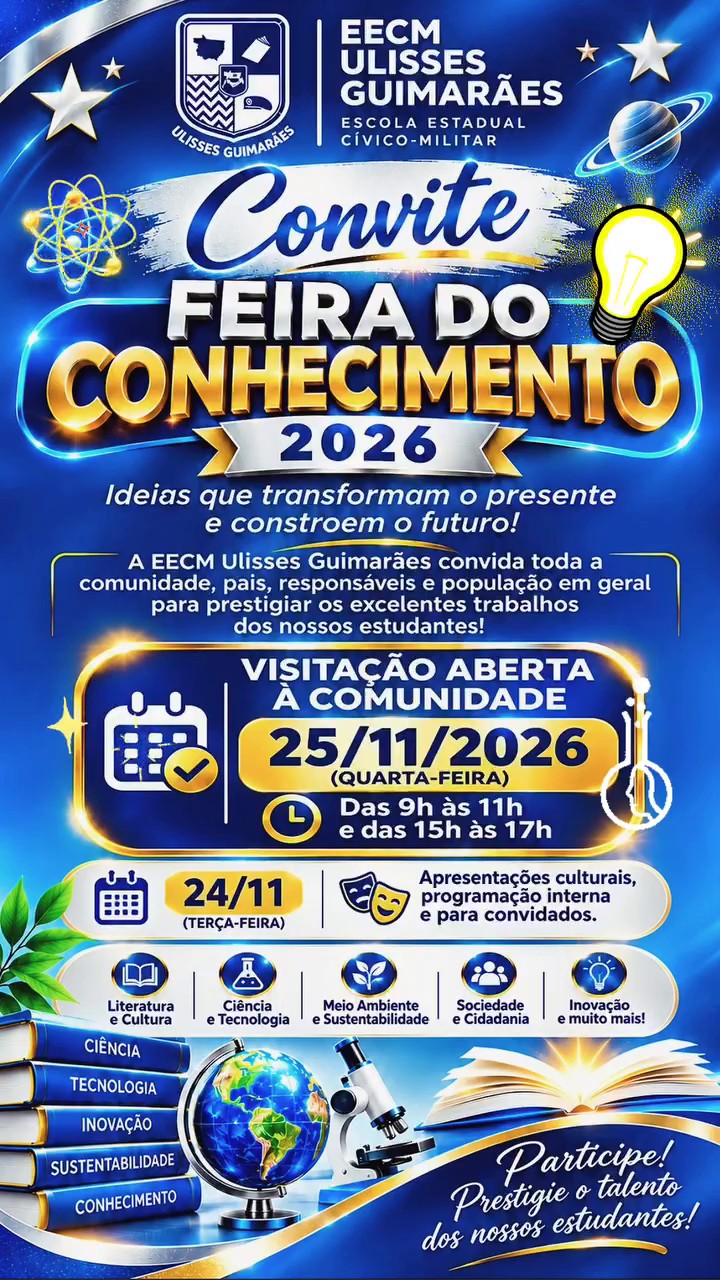 ULISSES GUIMARÃES
EECM
ULISSES
GUIMARÃES
ESCOLA ESTADUAL
CÍVICO-MILITAR
Convite
FEIRA DO
CONHECIMENTO
2026
Ideias que transformam o presente
e constroem o futuro!
A EECM Ulisses Guimarães convida toda a
comunidade, pais, responsáveis e população em geral
para prestigiar os excelentes trabalhos
dos nossos estudantes!
VISITAÇÃO ABERTA
À COMUNIDADE
25/11/2026
(QUARTA-FEIRA)
Das 9h às 11h
e das 15h às 17h
24/11
(TERÇA-FEIRA)
Apresentações culturais,
programação interna
e para convidados.
Literatura
e Cultura
Ciência
e Tecnologia
Meio Ambiente
e Sustentabilidade
Sociedade
e Cidadania
Inovação
e muito mais!
CIÊNCIA
TECNOLOGIA
INOVAÇÃO
SUSTENTABILIDADE
CONHECIMENTO
Participe!
Prestigie o talento
dos nossos estudantes!